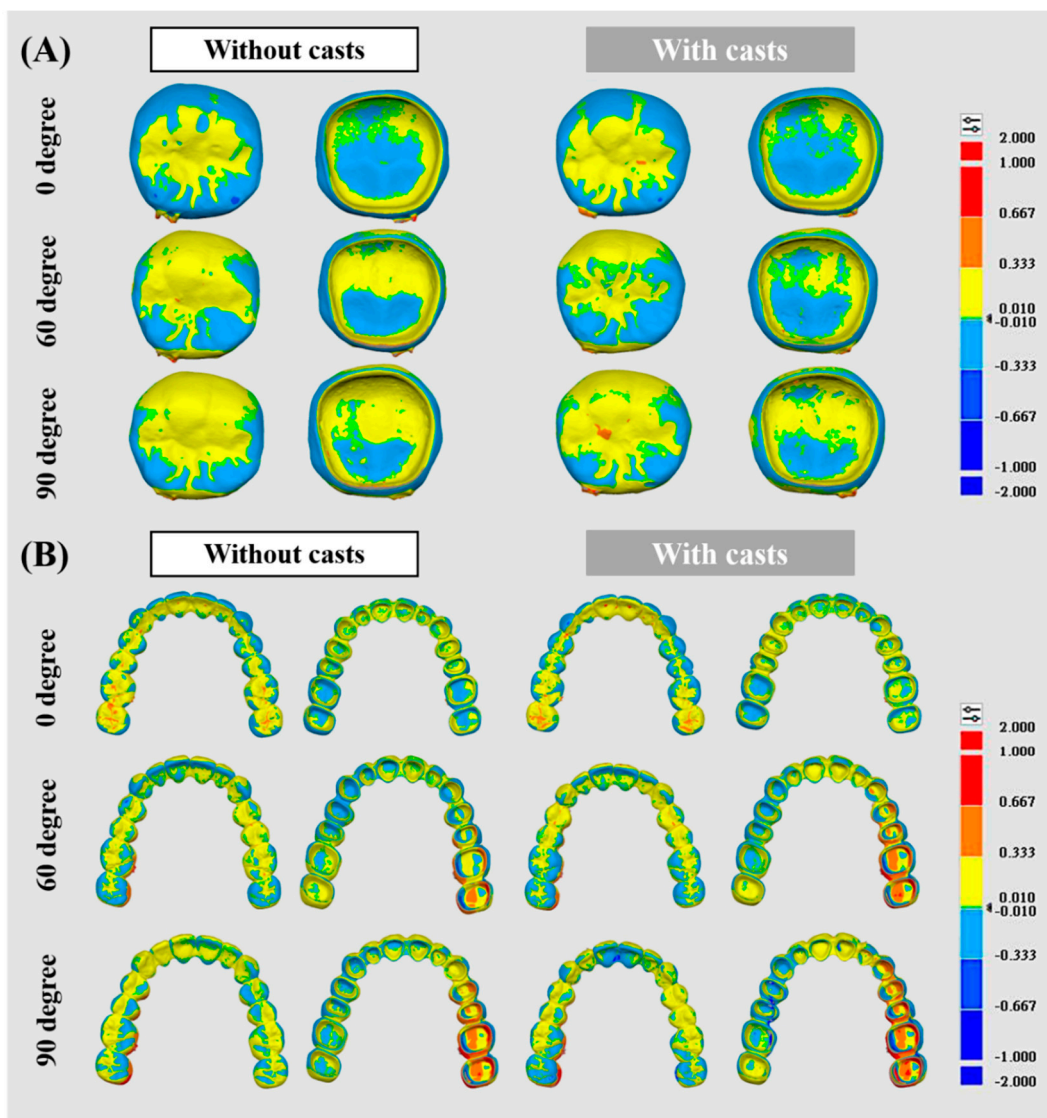 (A)
Without casts
With casts
0 degree
60 degree
90 degree
2.000
1.000
0.667
0.333
0.010
-0.010
-0.333
-0.667
-1.000
-2.000
(B)
Without casts
With casts
0 degree
60 degree
90 degree
2.000
1.000
0.667
0.333
0.010
-0.010
-0.333
-0.667
-1.000
-2.000